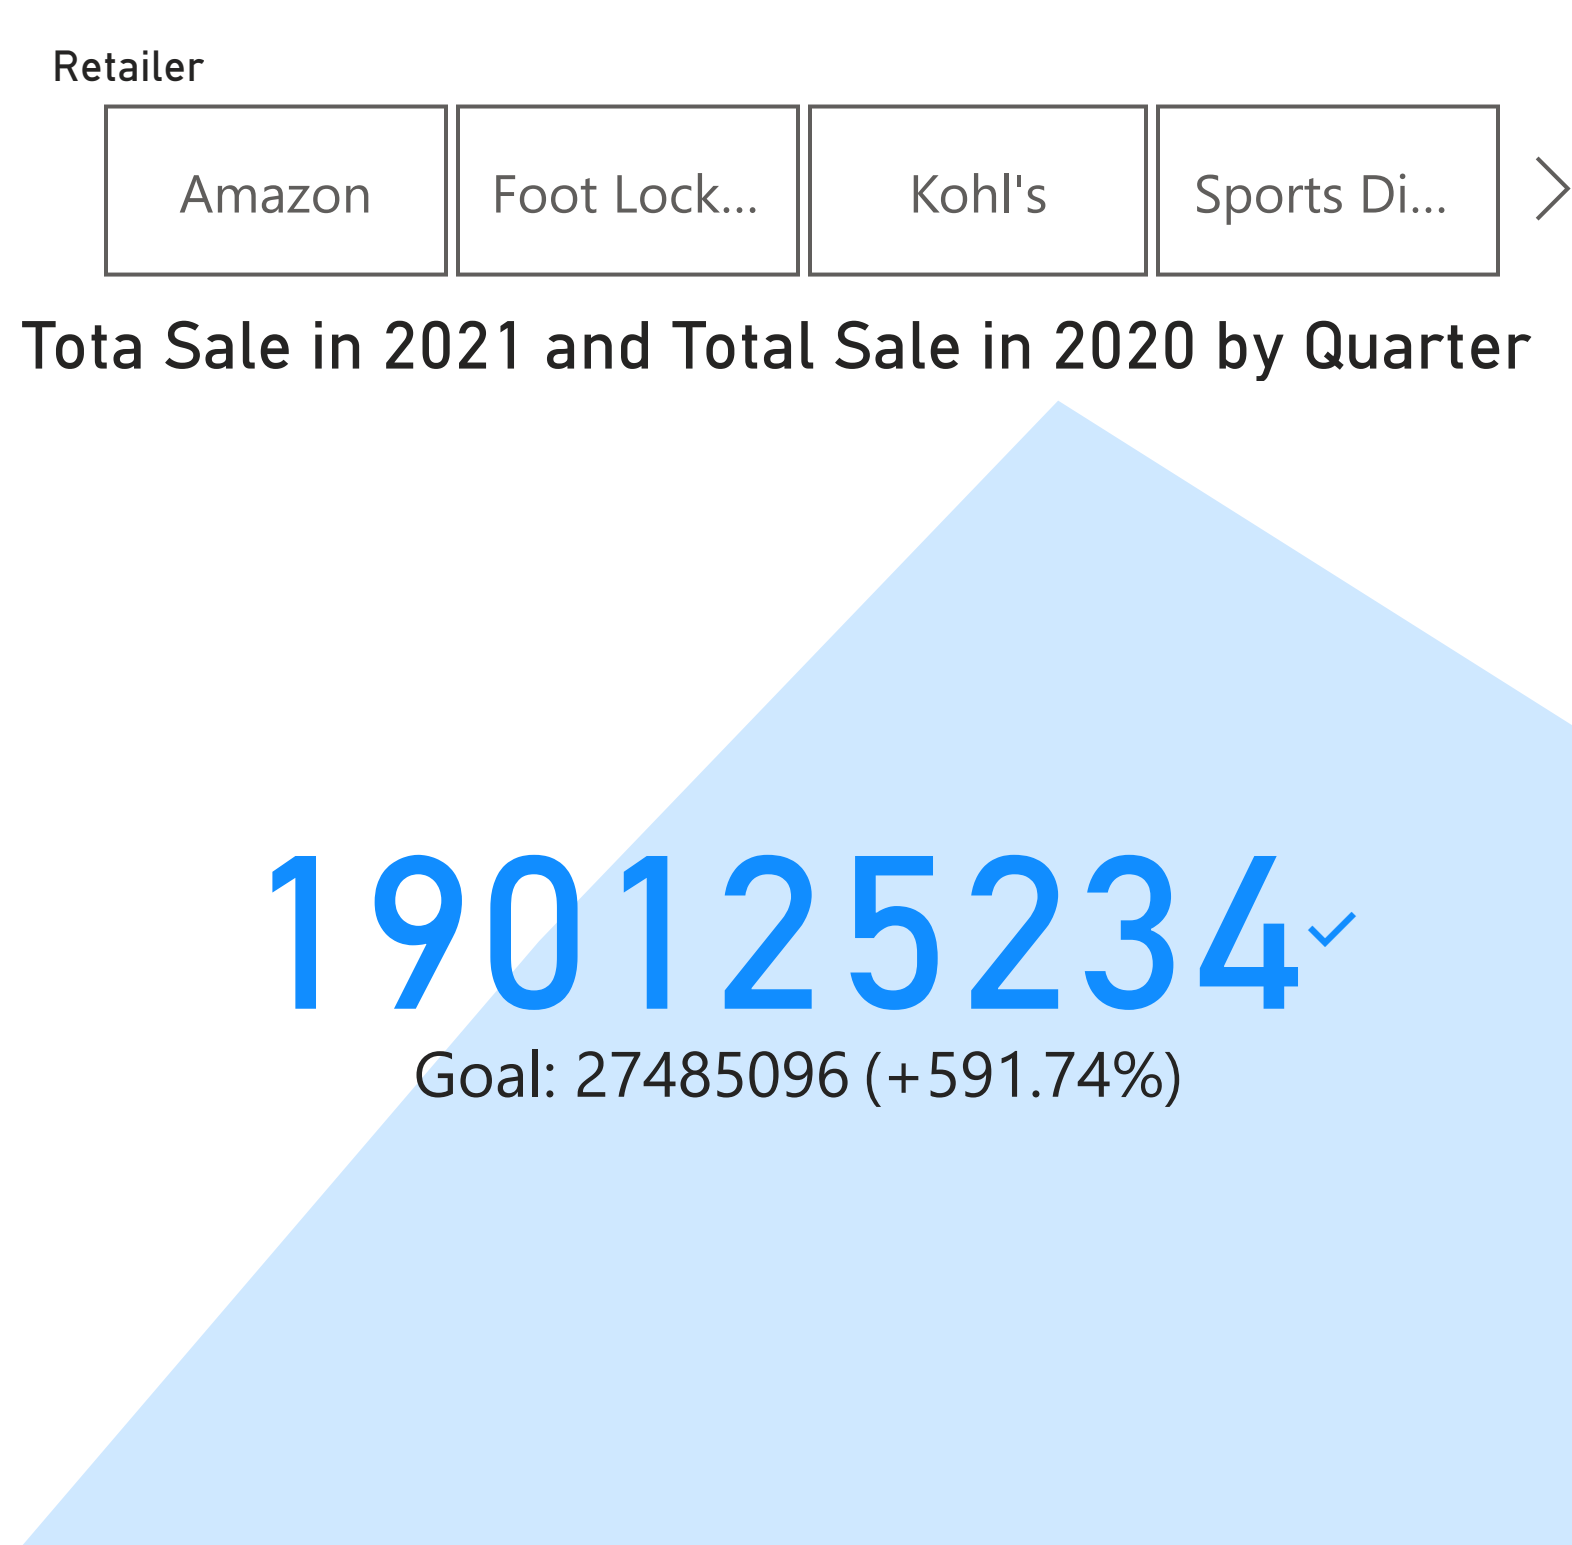 Retailer
Amazon Foot Lock... Kohl's Sports Di...
Tota Sale in 2021 and Total Sale in 2020 by Quarter
190125234
Goal: 27485096 (+591.74%)